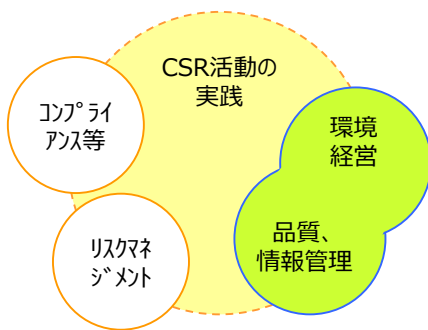 CSR活動の
実践
ｺﾝﾌﾟﾗｲ
ｱﾝｽ等
環境
経営
ﾘｽｸﾏﾈ
ｼﾞﾒﾝﾄ
品質、
情報管理